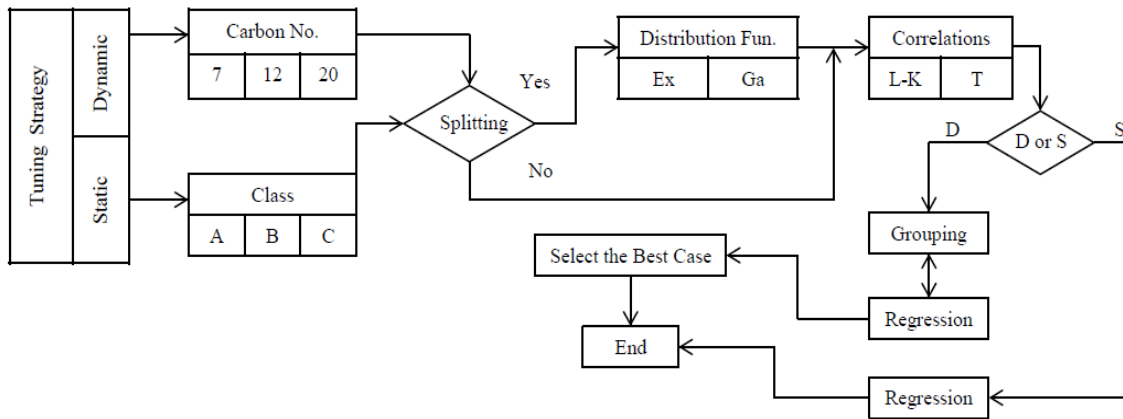 Tuning Strategy
Dynamic
Static
Carbon No.
7 12 20
Class
A B C
Splitting
Yes
No
Distribution Fun.
Ex Ga
Correlations
L-K T
D or S
D
S
Grouping
Regression
Select the Best Case
End
Regression